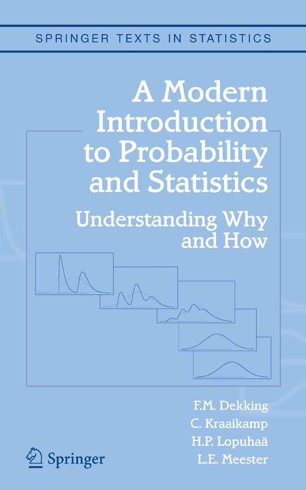 SPRINGER TEXTS IN STATISTICS
A Modern
Introduction
to Probability
and Statistics
Understanding Why
and How
F.M. Dekking
C. Kraaikamp
H.P. Lopuhaä
L.E. Meester
Springer